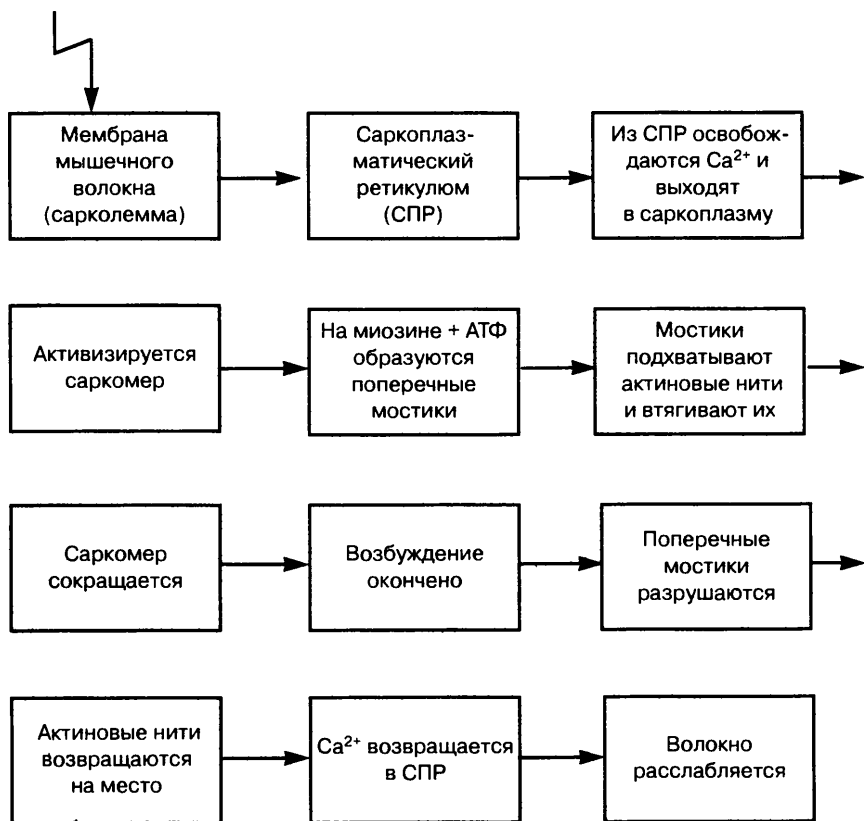 Мембрана
мышечного
волокна
(сарколемма)
Саркоплаз-
матический
ретикулум
(СПР)
Из СПР освобож-
даются Ca²⁺ и
выходят
в саркоплазму
Активизируется
саркомер
На миозине + АТФ
образуются
поперечные
мостики
Мостики
подхватывают
актиновые нити
и втягивают их
Саркомер
сокращается
Возбуждение
окончено
Поперечные
мостики
разрушаются
Актиновые нити
возвращаются
на место
Ca²⁺ возвращается
в СПР
Волокно
расслабляется